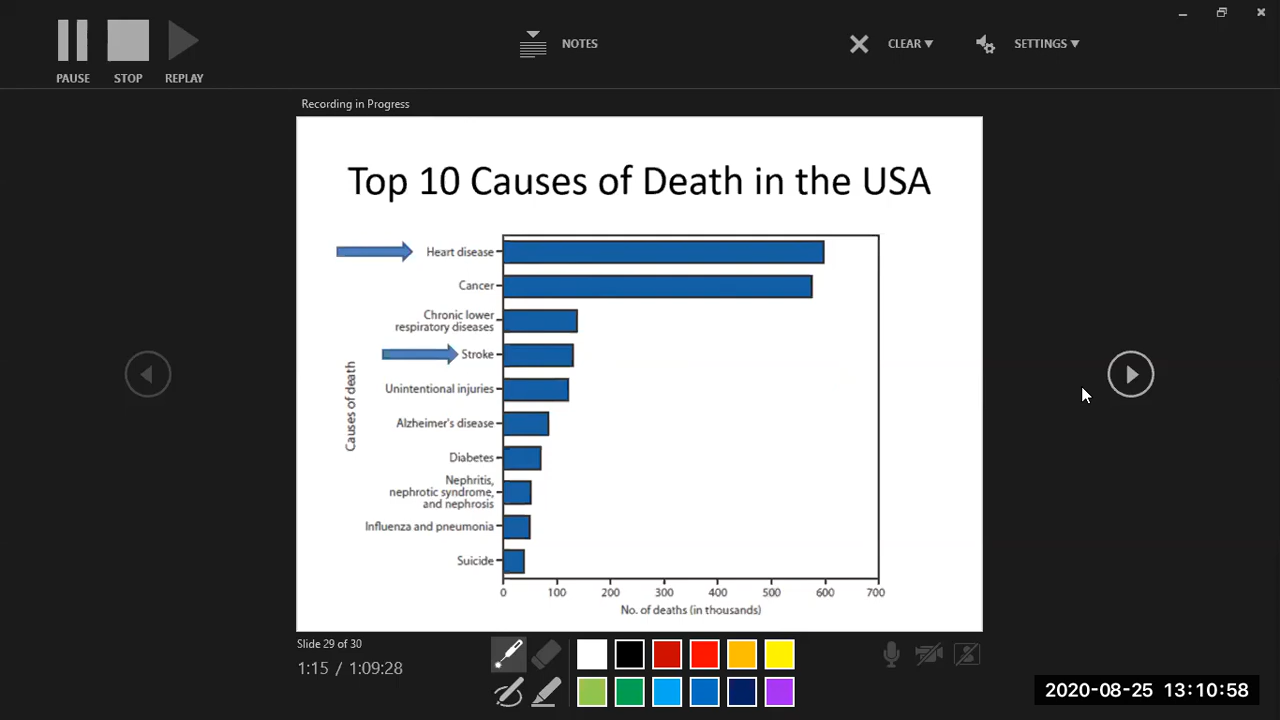 PAUSE STOP REPLAY
NOTES
CLEAR
SETTINGS
Recording in Progress
Top 10 Causes of Death in the USA
Causes of death
Heart disease
Cancer
Chronic lower
respiratory diseases
Stroke
Unintentional injuries
Alzheimer's disease
Diabetes
Nephritis,
nephrotic syndrome,
and nephrosis
Influenza and pneumonia
Suicide
0 100 200 300 400 500 600 700
No. of deaths (in thousands)
Slide 29 of 30
1:15 / 1:09:28
2020-08-25 13:10:58